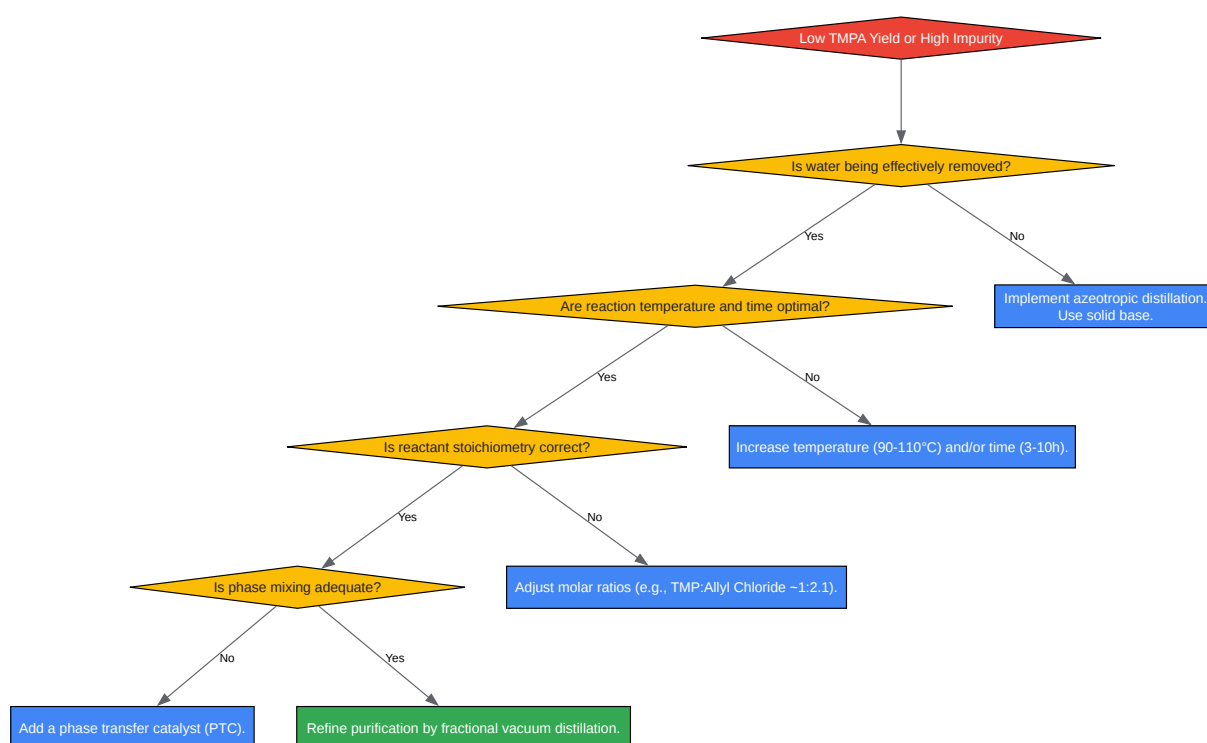 Low TMPA Yield or High Impurity
Is water being effectively removed?
Yes
No
Are reaction temperature and time optimal?
Implement azeotropic distillation.
Use solid base.
Yes
No
Is reactant stoichiometry correct?
Increase temperature (90-110°C) and/or time (3-10h).
Yes
No
Is phase mixing adequate?
Adjust molar ratios (e.g., TMP:Allyl Chloride ~1:2.1).
No
Yes
Add a phase transfer catalyst (PTC).
Refine purification by fractional vacuum distillation.